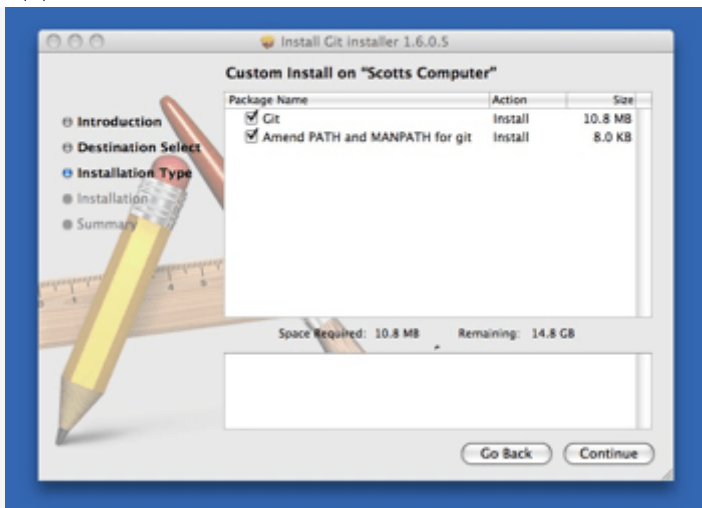 Install Git installer 1.6.0.5
Custom Install on "Scotts Computer"
Introduction
Destination Select
Installation Type
Installation
Summary
Package Name Action Size
Git Install 10.8 MB
Amend PATH and MANPATH for git Install 8.0 KB
Space Required: 10.8 MB Remaining: 14.8 GB
Go Back Continue